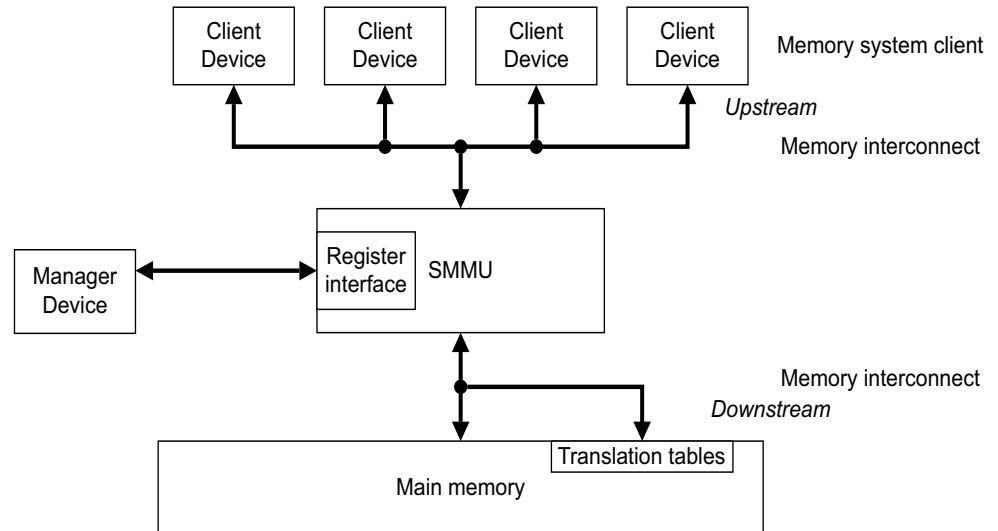 Client
Device
Client
Device
Client
Device
Client
Device
Memory system client
Upstream
Memory interconnect
Register
interface
SMMU
Manager
Device
Memory interconnect
Downstream
Translation tables
Main memory